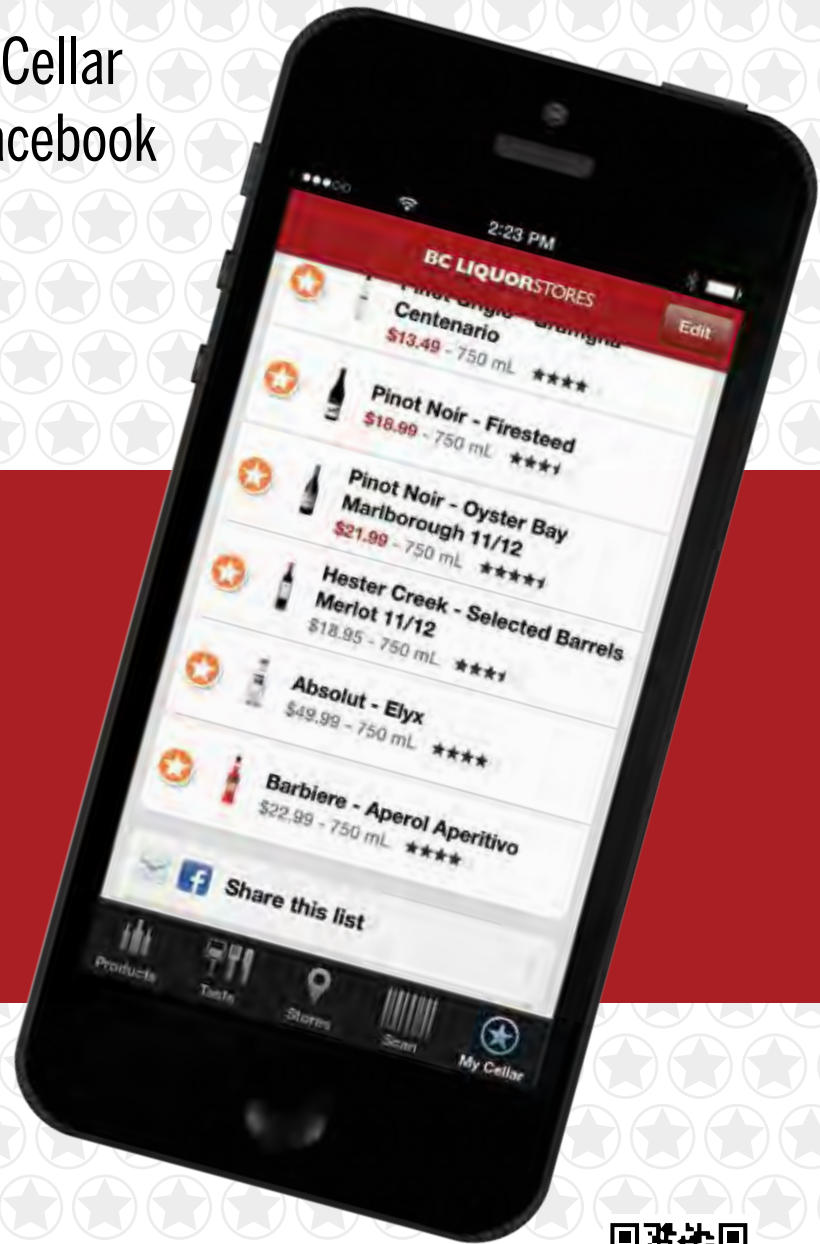 Cellar
acebook
2:23 PM
BC LIQUORSTORES
Edit
Pinot Grigio -
Centenario
$13.49 - 750 mL
Pinot Noir - Firesteed
$18.99 - 750 mL
Pinot Noir - Oyster Bay
Marlborough 11/12
$21.99 - 750 mL
Hester Creek - Selected Barrels
Merlot 11/12
$18.95 - 750 mL
Absolut - Elyx
$49.99 - 750 mL
Barbiere - Aperol Aperitivo
$22.99 - 750 mL
f Share this list
Products
Taste
Stores
Scan
My Cellar